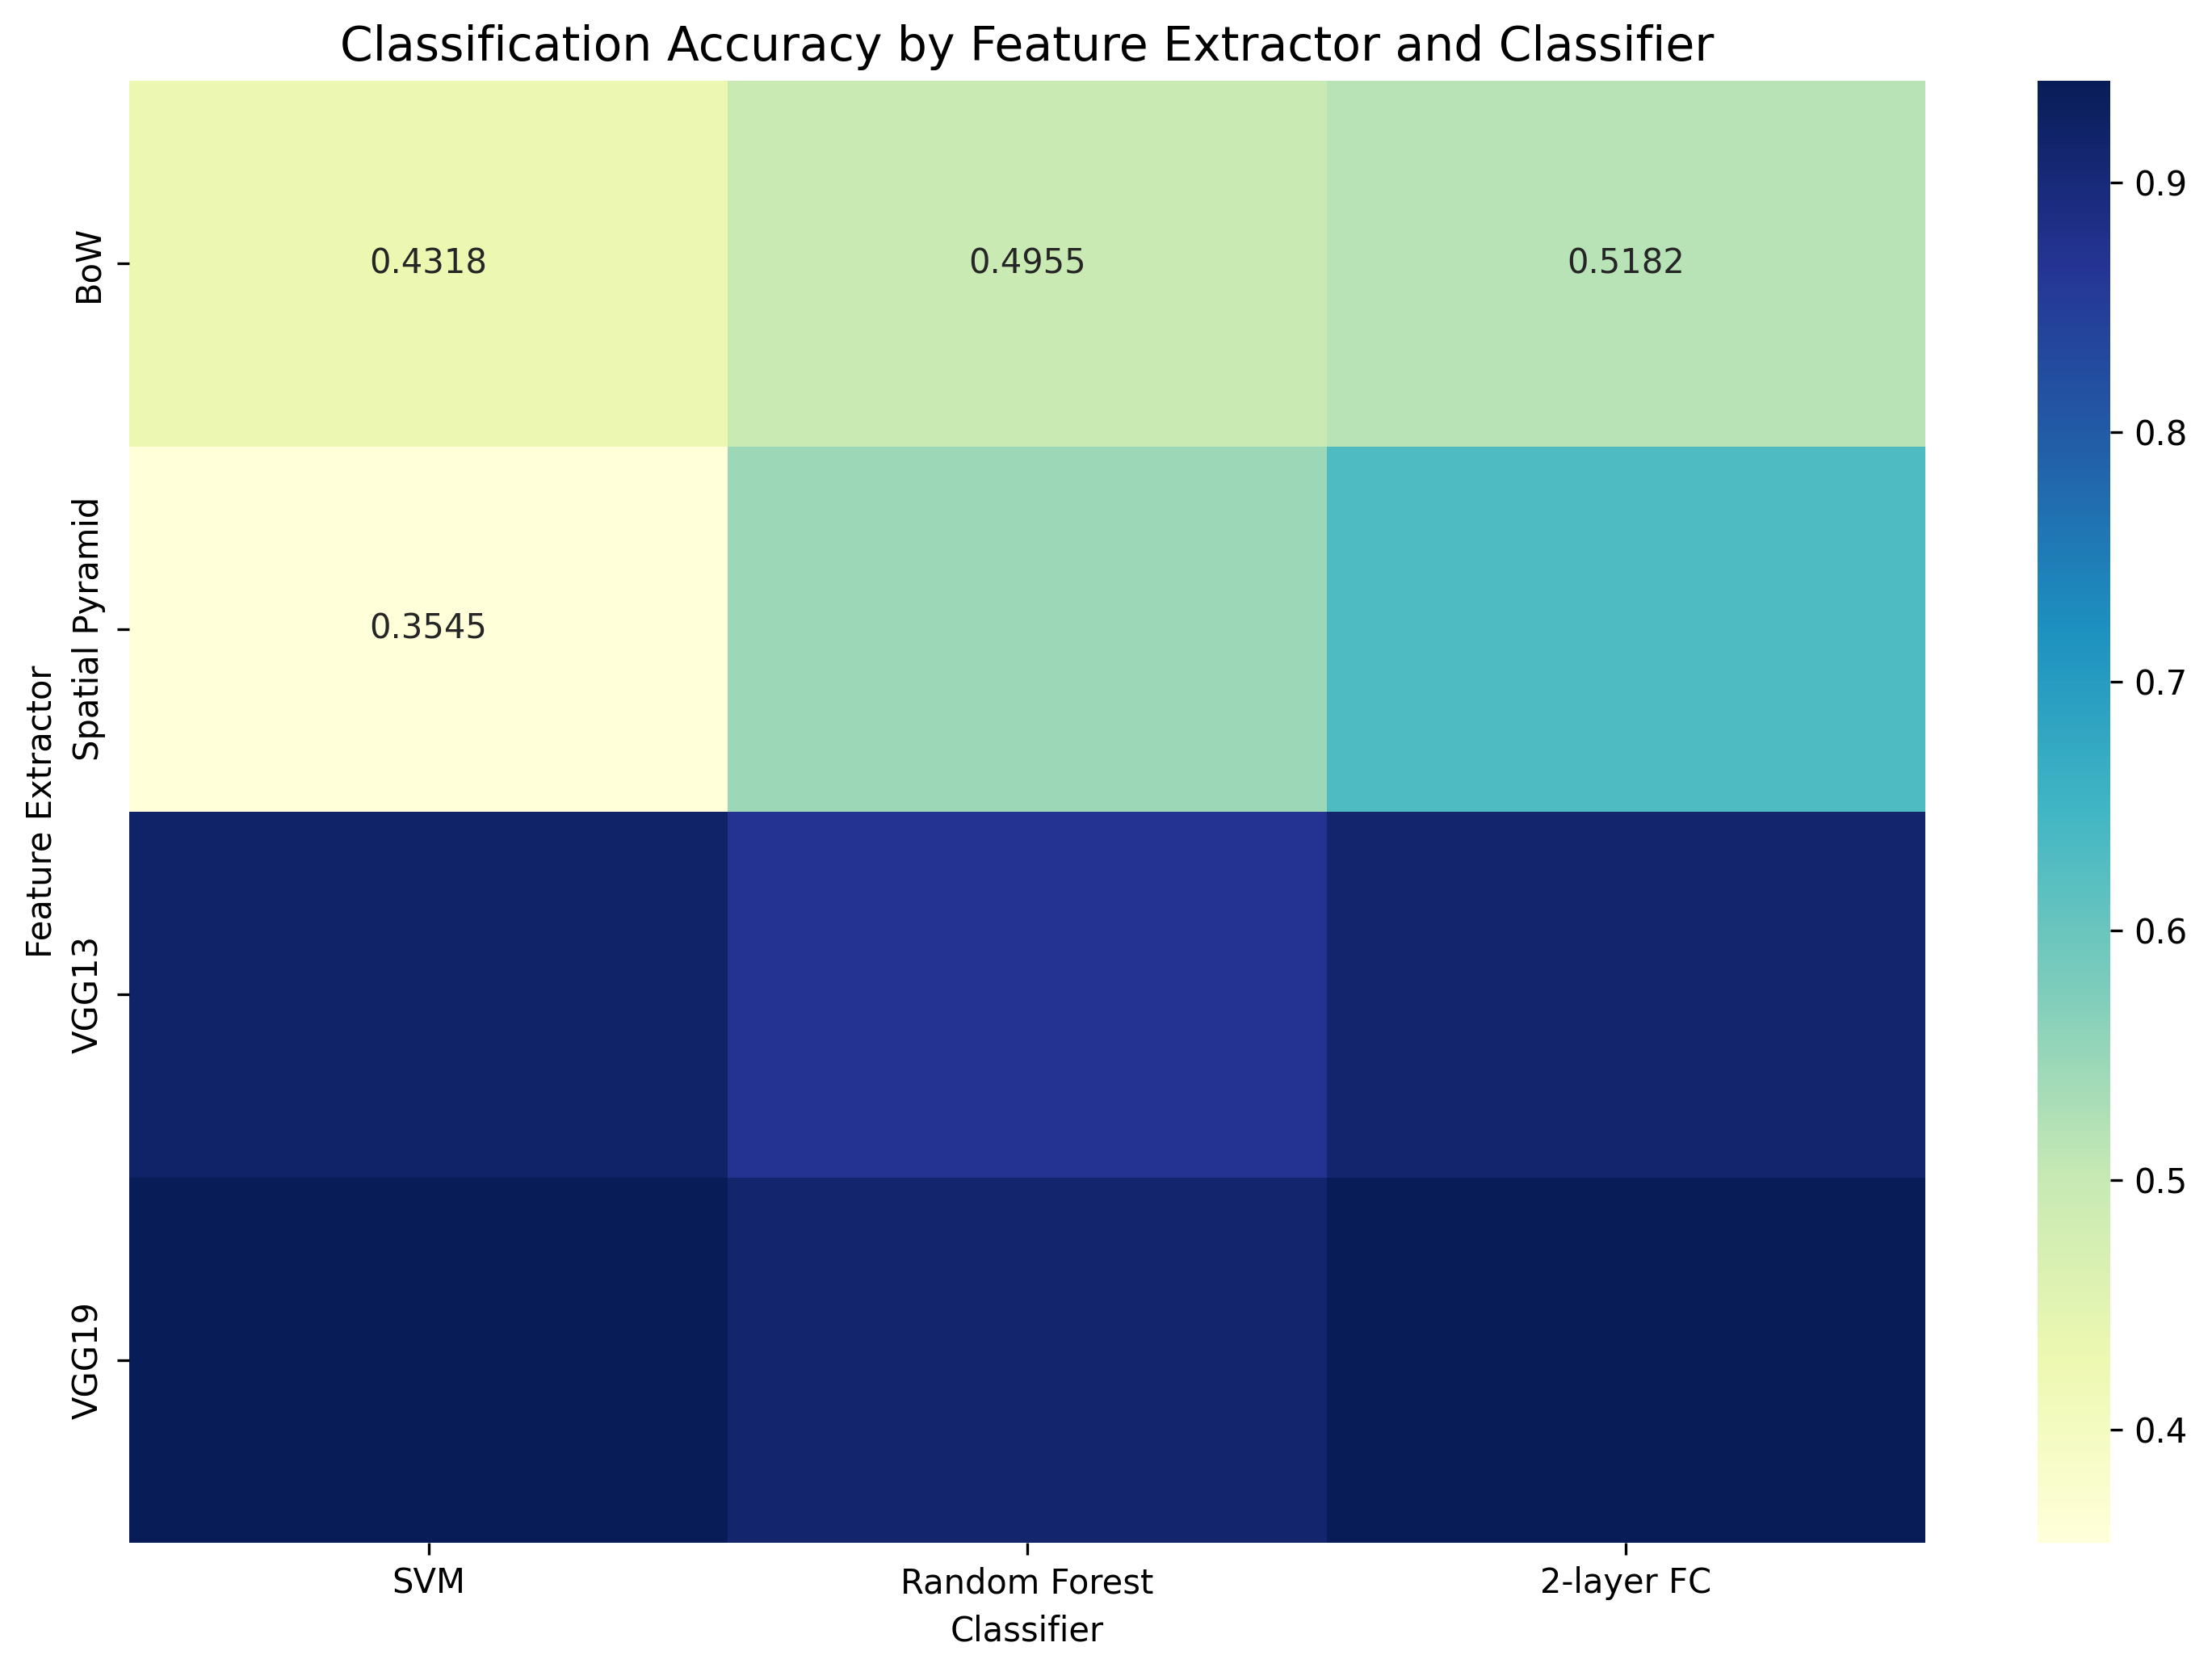 Classification Accuracy by Feature Extractor and Classifier
Feature Extractor
BoW
0.4318 0.4955 0.5182
Spatial Pyramid
0.3545
VGG13
VGG19
SVM Random Forest 2-layer FC
Classifier
0.9
0.8
0.7
0.6
0.5
0.4